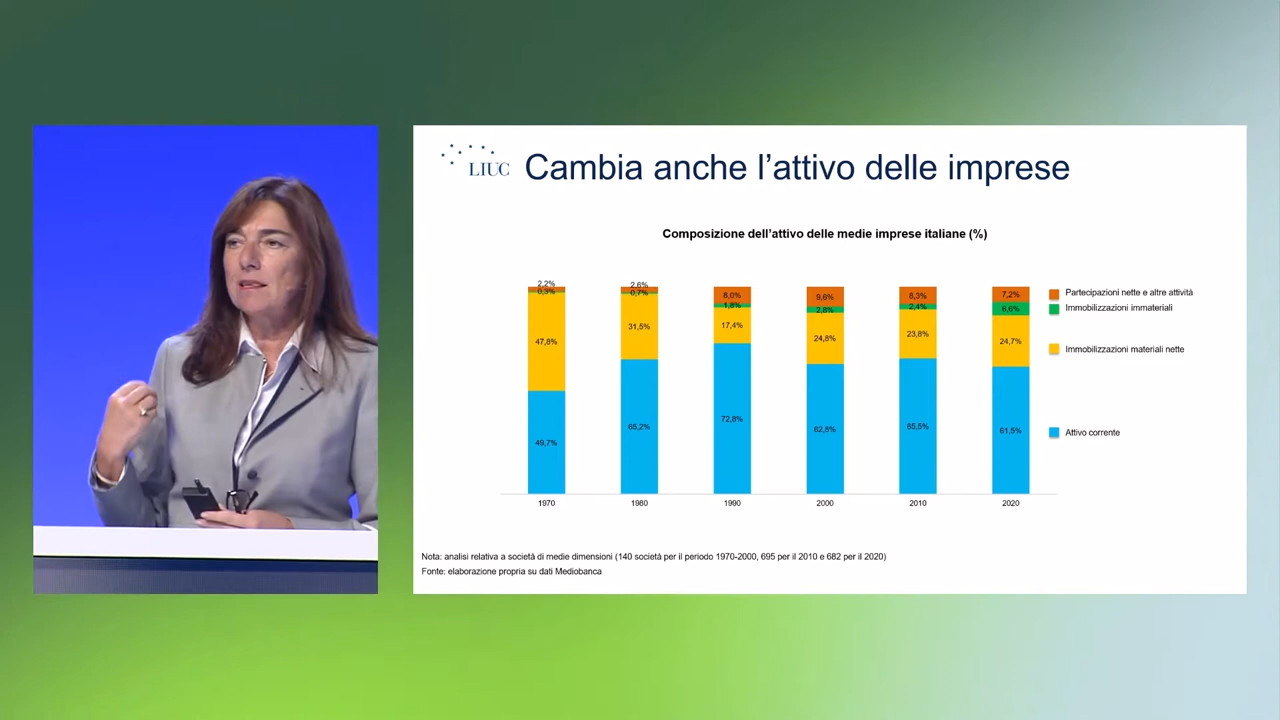 LIUC
Cambia anche l’attivo delle imprese
Composizione dell’attivo delle medie imprese italiane (%)
2,2% 2,6% 8,0% 9,6% 8,3% 7,2%
0,3% 0,7% 1,8% 2,8% 2,4% 6,6%
47,8% 31,5% 17,4% 24,8% 23,8% 24,7%
49,7% 65,2% 72,8% 62,8% 65,5% 61,5%
Partecipazioni nette e altre attività
Immobilizzazioni immateriali
Immobilizzazioni materiali nette
Attivo corrente
1970 1980 1990 2000 2010 2020
Nota: analisi relativa a società di medie dimensioni (140 società per il periodo 1970-2000, 695 per il 2010 e 682 per il 2020)
Fonte: elaborazione propria su dati Mediobanca